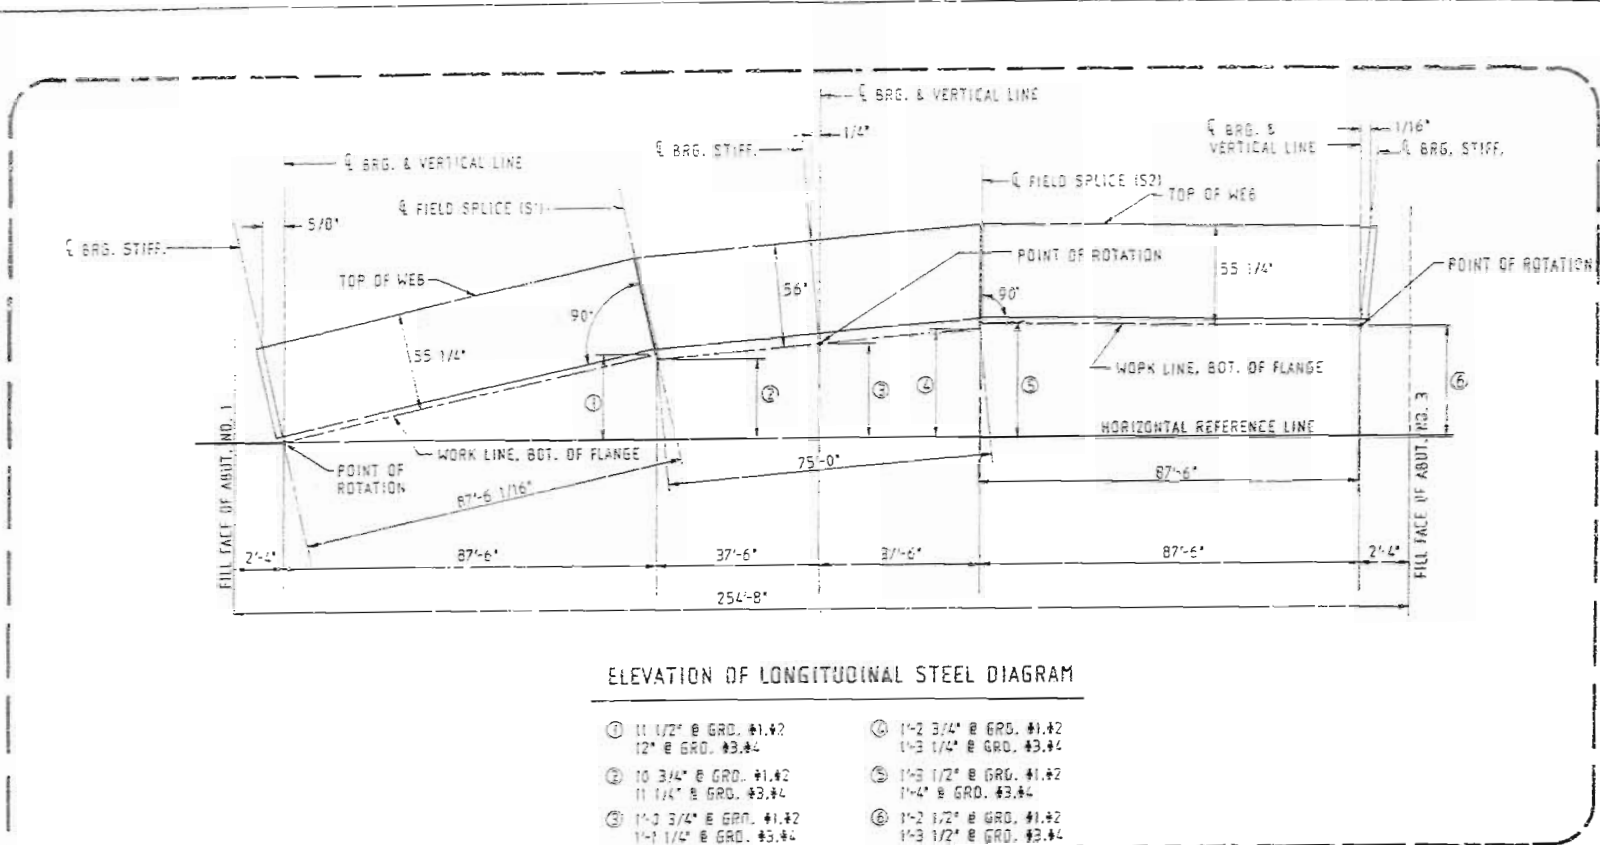 ℄ BRG. & VERTICAL LINE
1/4"
℄ BRG. STIFF.
℄ BRG. &
VERTICAL LINE
1/16"
℄ BRG. STIFF.
℄ BRG. & VERTICAL LINE
℄ FIELD SPLICE (S1)
℄ FIELD SPLICE (S2)
TOP OF WEB
5/8"
℄ BRG. STIFF.
TOP OF WEB
POINT OF ROTATION
55 1/4"
POINT OF ROTATION
56"
90°
90°
55 1/4"
WORK LINE, BOT. OF FLANGE
①
②
③
④
⑤
⑥
HORIZONTAL REFERENCE LINE
FILL FACE OF ABUT. NO. 1
FILL FACE OF ABUT. NO. 3
WORK LINE, BOT. OF FLANGE
POINT OF
ROTATION
87'-6 1/16"
75'-0"
87'-6"
2'-4"
87'-6"
37'-6"
37'-6"
87'-6"
2'-4"
254'-8"
ELEVATION OF LONGITUDINAL STEEL DIAGRAM
① 11 1/2" @ GRD. #1,#2
12" @ GRD. #3,#4
② 10 3/4" @ GRD. #1,#2
11 1/4" @ GRD. #3,#4
③ 1'-0 3/4" @ GRD. #1,#2
1'-1 1/4" @ GRD. #3,#4
④ 1'-2 3/4" @ GRD. #1,#2
1'-3 1/4" @ GRD. #3,#4
⑤ 1'-3 1/2" @ GRD. #1,#2
1'-4" @ GRD. #3,#4
⑥ 1'-2 1/2" @ GRD. #1,#2
1'-3 1/2" @ GRD. #3,#4